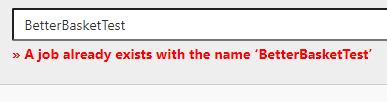 BetterBasketTest
» A job already exists with the name ‘BetterBasketTest’